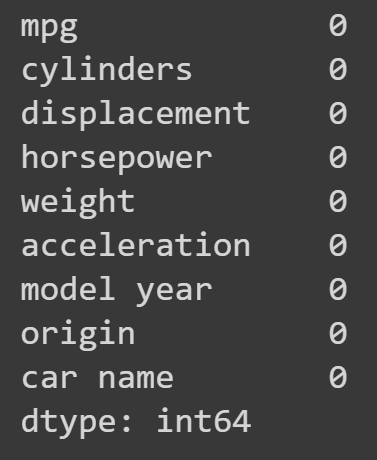 mpg 0
cylinders 0
displacement 0
horsepower 0
weight 0
acceleration 0
model year 0
origin 0
car name 0
dtype: int64